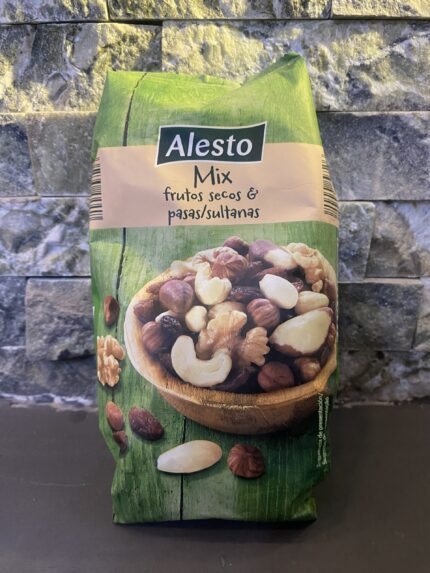 Alesto
Mix
frutos secos &
pasas/sultanas